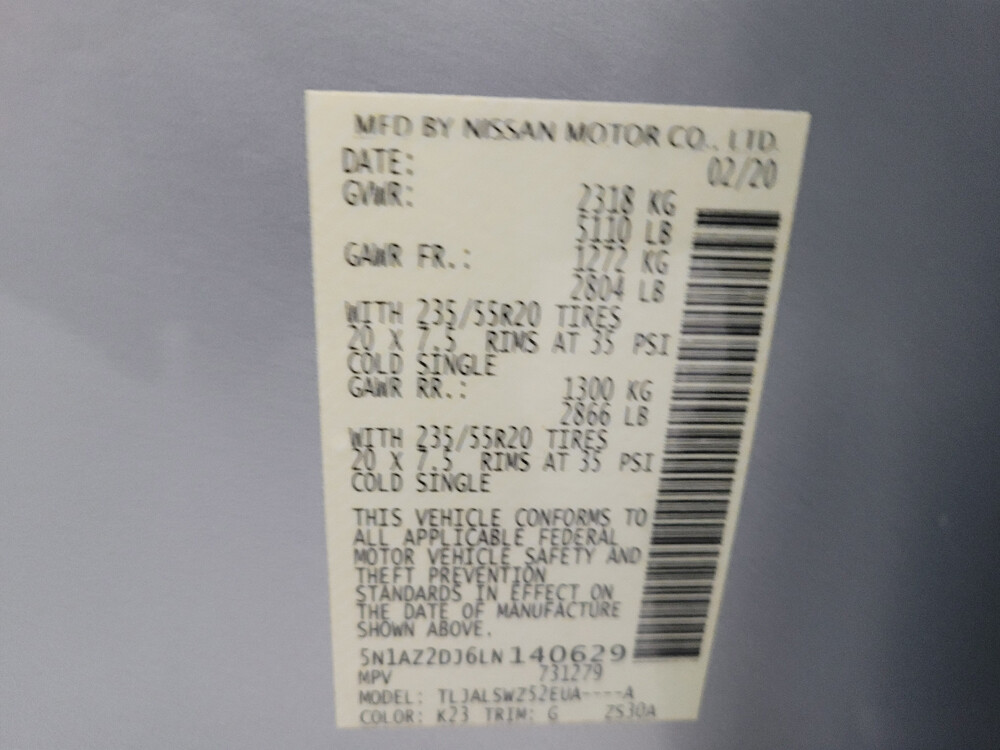 MFD BY NISSAN MOTOR CO., LTD.
DATE: 02/20
GVWR: 2318 KG
5110 LB
GAWR FR.: 1272 KG
2804 LB
WITH 235/55R20 TIRES
20 X 7.5 RIMS AT 35 PSI
COLD SINGLE
GAWR RR.: 1300 KG
2866 LB
WITH 235/55R20 TIRES
20 X 7.5 RIMS AT 35 PSI
COLD SINGLE
THIS VEHICLE CONFORMS TO
ALL APPLICABLE FEDERAL
MOTOR VEHICLE SAFETY AND
THEFT PREVENTION
STANDARDS IN EFFECT ON
THE DATE OF MANUFACTURE
SHOWN ABOVE.
5N1AZ2DJ6LN140629
MPV 731279
MODEL: TLJALSWZ52EUA----A
COLOR: K23 TRIM: G ZS30A